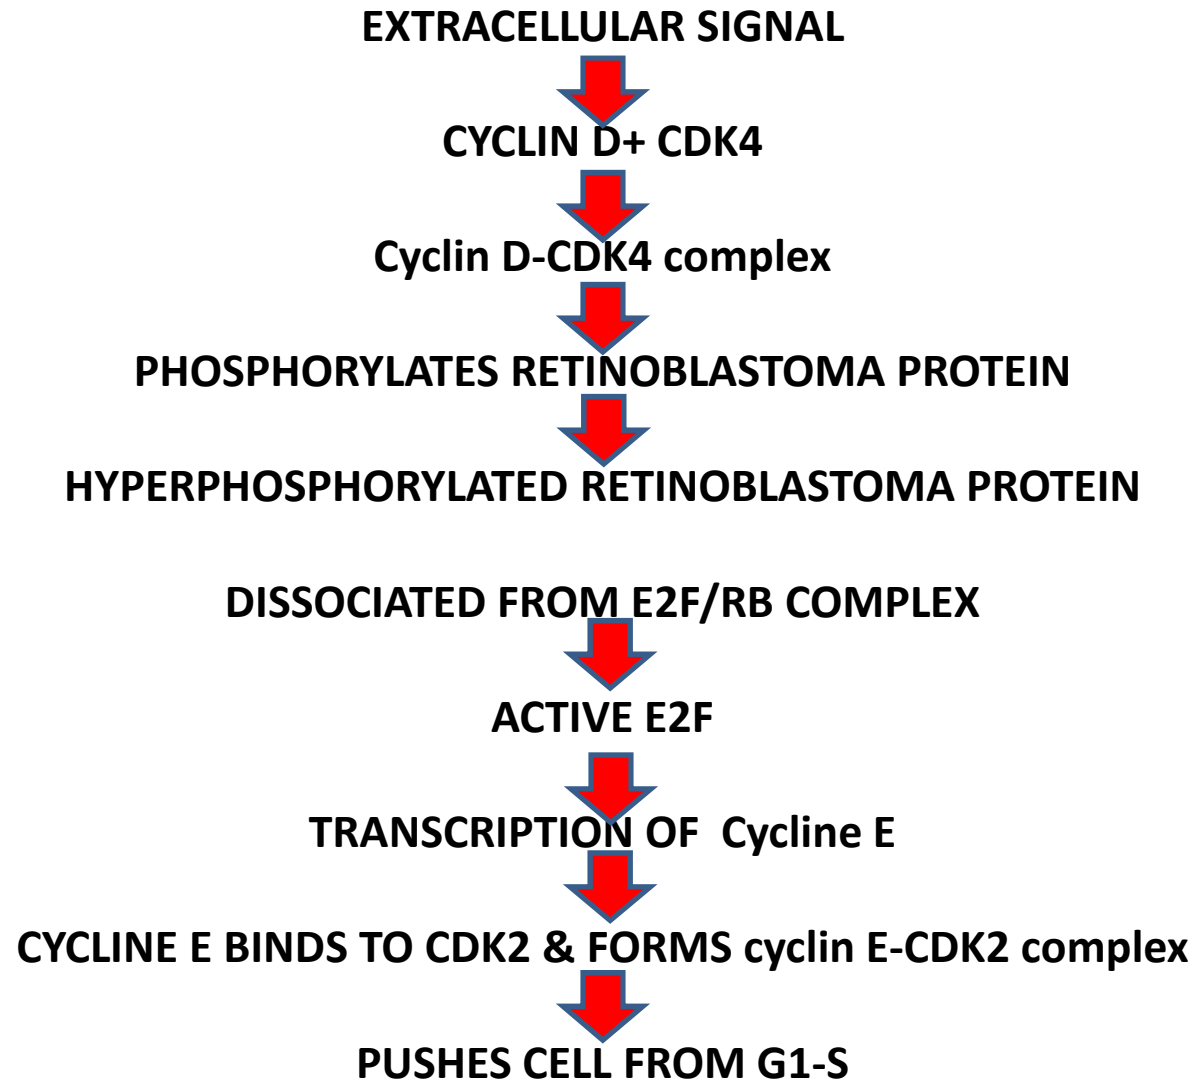 EXTRACELLULAR SIGNAL
CYCLIN D+ CDK4
Cyclin D-CDK4 complex
PHOSPHORYLATES RETINOBLASTOMA PROTEIN
HYPERPHOSPHORYLATED RETINOBLASTOMA PROTEIN
DISSOCIATED FROM E2F/RB COMPLEX
ACTIVE E2F
TRANSCRIPTION OF  Cycline E
CYCLINE E BINDS TO CDK2 & FORMS cyclin E-CDK2 complex
PUSHES CELL FROM G1-S